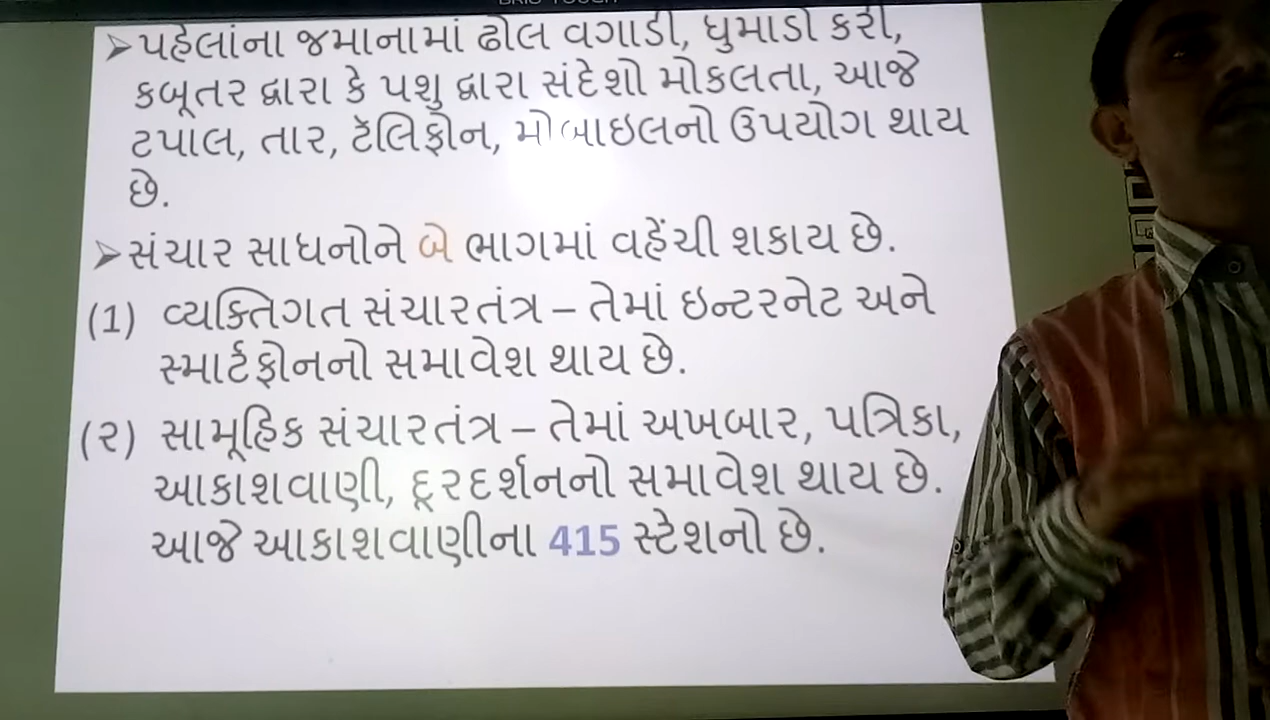 ➢પહેલાંના જમાનામાં ઢોલ વગાડી, ધુમાડો કરી,
કબૂતર દ્વારા કે પશુ દ્વારા સંદેશો મોકલતા, આજે
ટપાલ, તાર, ટૅલિફોન, મોબાઇલનો ઉપયોગ થાય
છે.
➢સંચાર સાધનોને બે ભાગમાં વહેંચી શકાય છે.
(1) વ્યક્તિગત સંચારતંત્ર – તેમાં ઇન્ટરનેટ અને
સ્માર્ટફોનનો સમાવેશ થાય છે.
(૨) સામૂહિક સંચારતંત્ર – તેમાં અખબાર, પત્રિકા,
આકાશવાણી, દૂરદર્શનનો સમાવેશ થાય છે.
આજે આકાશવાણીના 415 સ્ટેશનો છે.